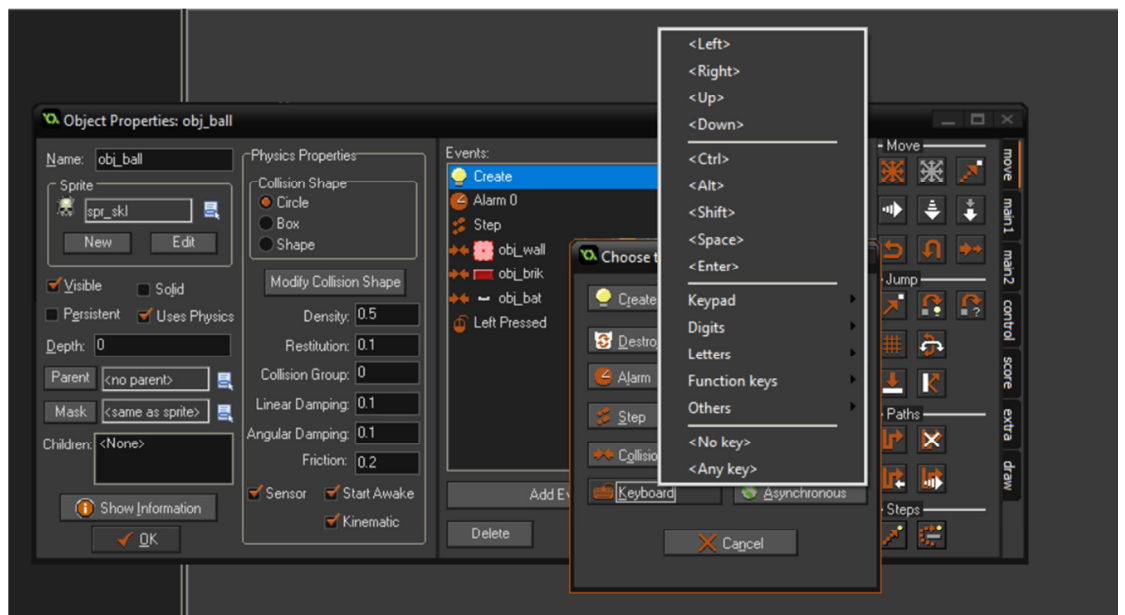 Object Properties: obj_ball
Name: obj_ball
Sprite
spr_skl
New Edit
Visible Solid
Persistent Uses Physics
Depth: 0
Parent <no parent>
Mask <same as sprite>
Children: <None>
Show Information
OK
Physics Properties
Collision Shape
Circle
Box
Shape
Modify Collision Shape
Density: 0.5
Restitution: 0.1
Collision Group: 0
Linear Damping: 0.1
Angular Damping: 0.1
Friction: 0.2
Sensor Start Awake
Kinematic
Events:
Create
Alarm 0
Step
obj_wall
obj_brik
obj_bat
Left Pressed
Add
Delete
Choose
Create
Alarm
Step
Keyboard
Asynchronous
Cancel
<Left>
<Right>
<Up>
<Down>
<Ctrl>
<Alt>
<Shift>
<Space>
<Enter>
Keypad
Digits
Letters
Function keys
Others
<No key>
<Any key>
Move
Jump
Paths
Steps
move
main1
main2
control
score
extra
draw